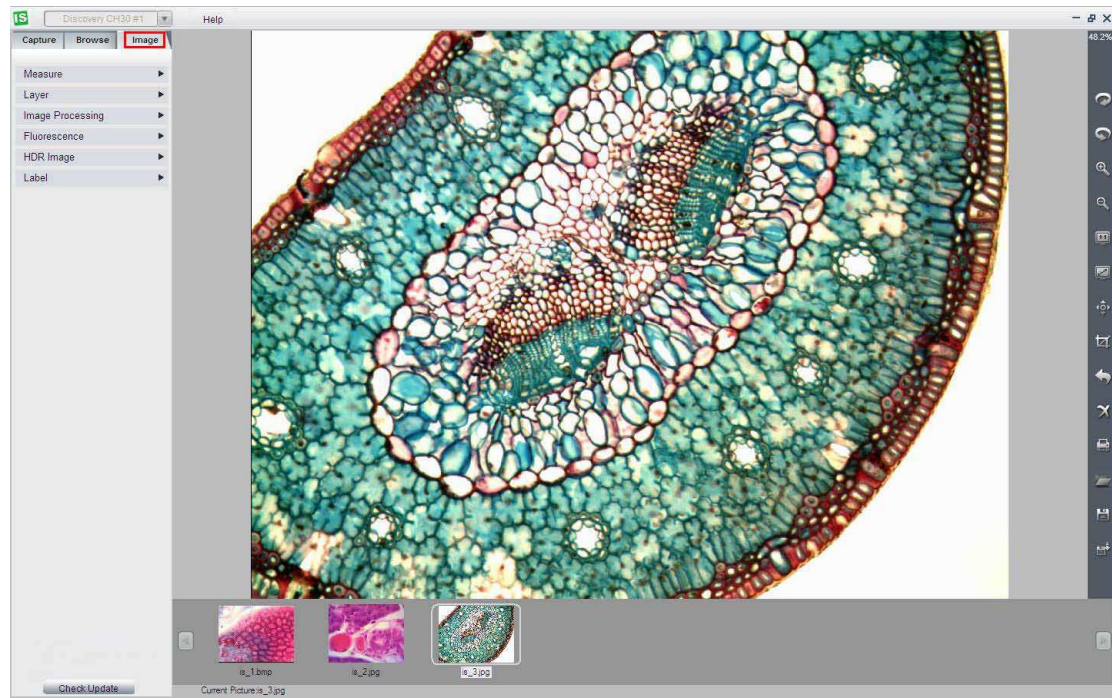 IS Discovery CH30 #1 Help
48.2%
Capture Browse Image
Measure
Layer
Image Processing
Fluorescence
HDR Image
Label
is_1.bmp is_2.jpg is_3.jpg
Check Update Current Picture:is_3.jpg